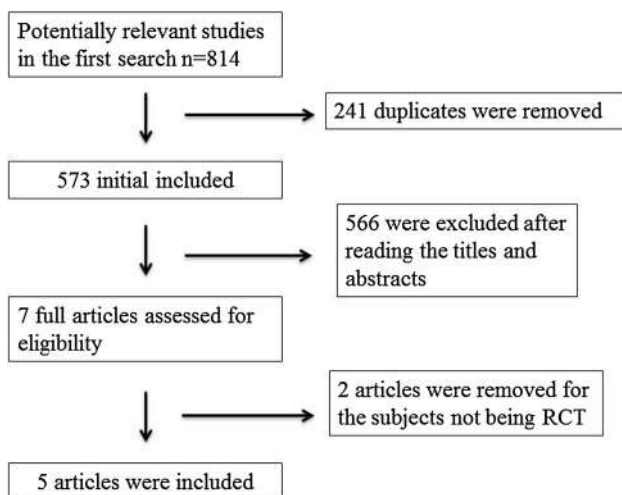 Potentially relevant studies
in the first search n=814
241 duplicates were removed
573 initial included
566 were excluded after
reading the titles and
abstracts
7 full articles assessed for
eligibility
2 articles were removed for
the subjects not being RCT
5 articles were included